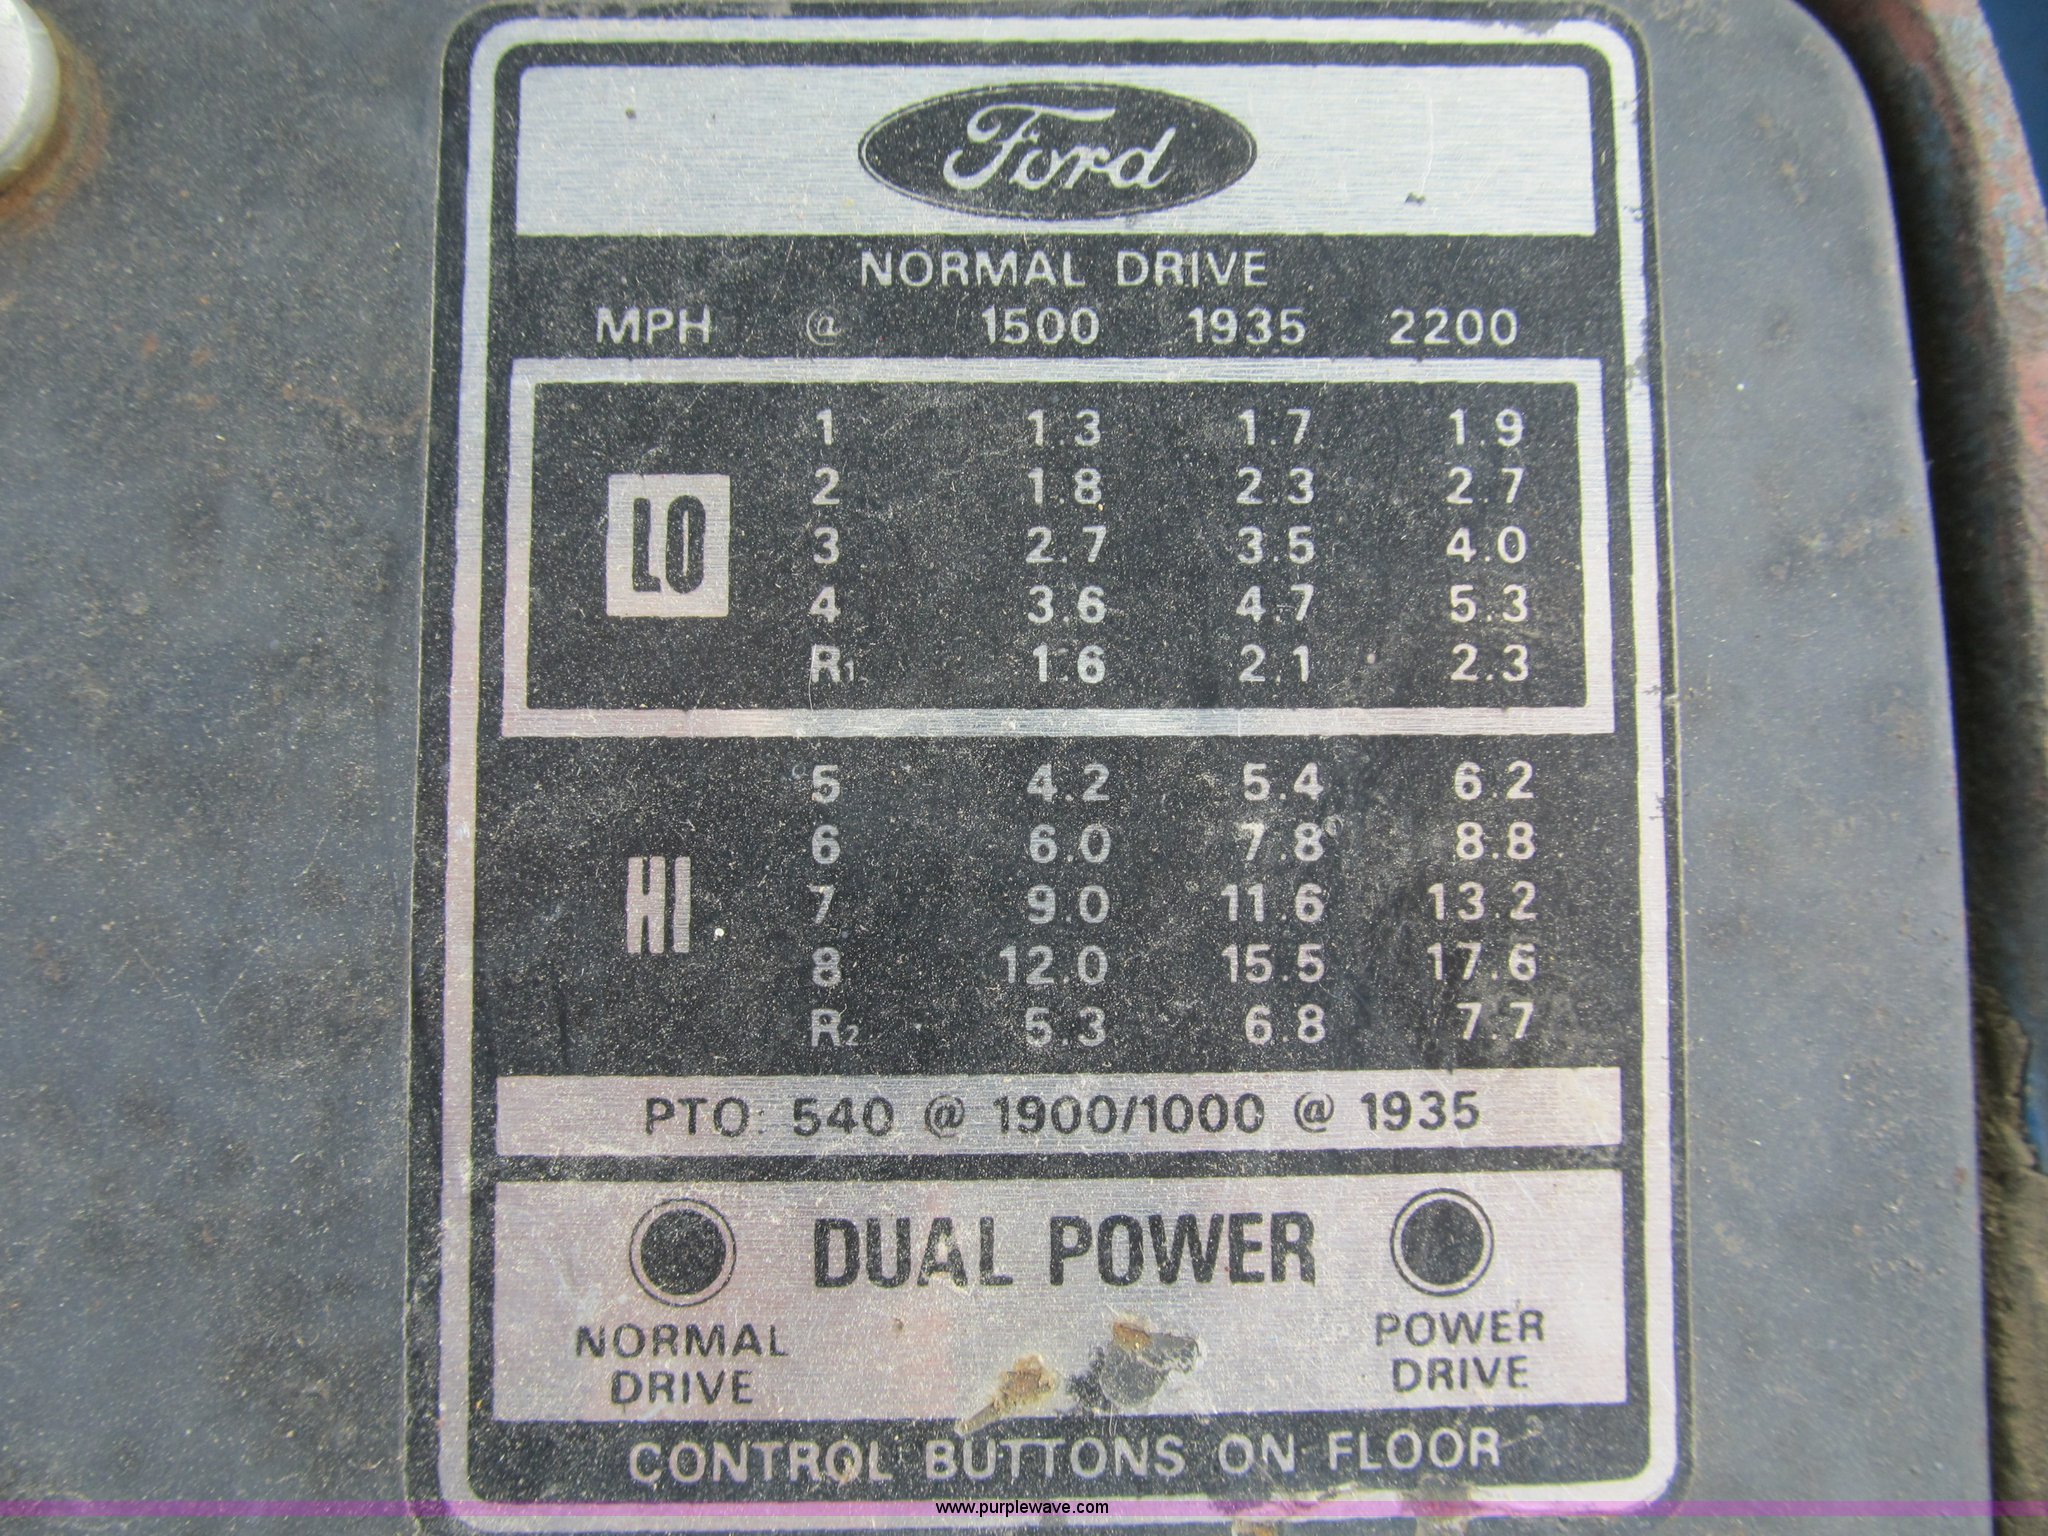 Ford
NORMAL DRIVE
MPH @ 1500 1935 2200
1 1.3 1.7 1.9
2 1.8 2.3 2.7
LO 3 2.7 3.5 4.0
4 3.6 4.7 5.3
R1 1.6 2.1 2.3
5 4.2 5.4 6.2
6 6.0 7.8 8.8
HI 7 9.0 11.6 13.2
8 12.0 15.5 17.6
R2 5.3 6.8 7.7
PTO: 540 @ 1900/1000 @ 1935
DUAL POWER
NORMAL DRIVE
POWER DRIVE
CONTROL BUTTONS ON FLOOR
www.purplewave.com